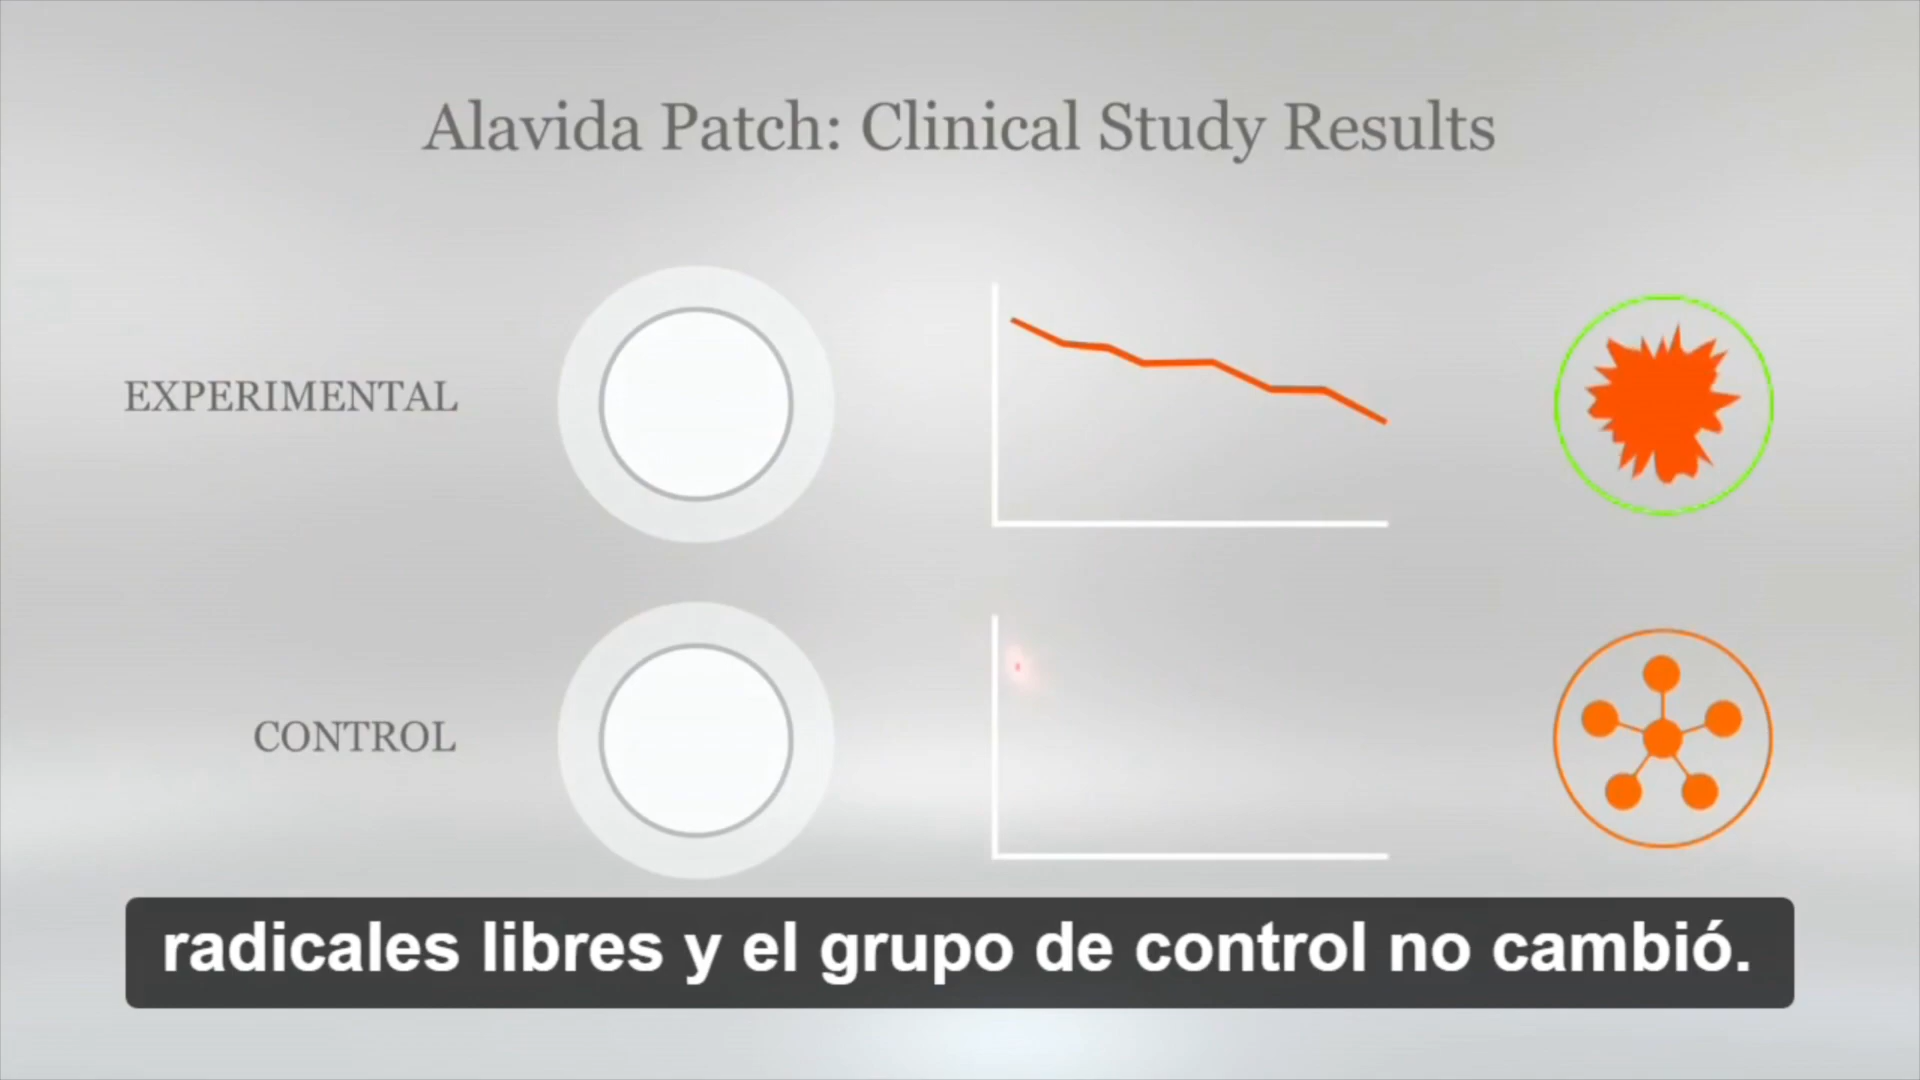 Alavida Patch: Clinical Study Results
EXPERIMENTAL
CONTROL
radicales libres y el grupo de control no cambió.